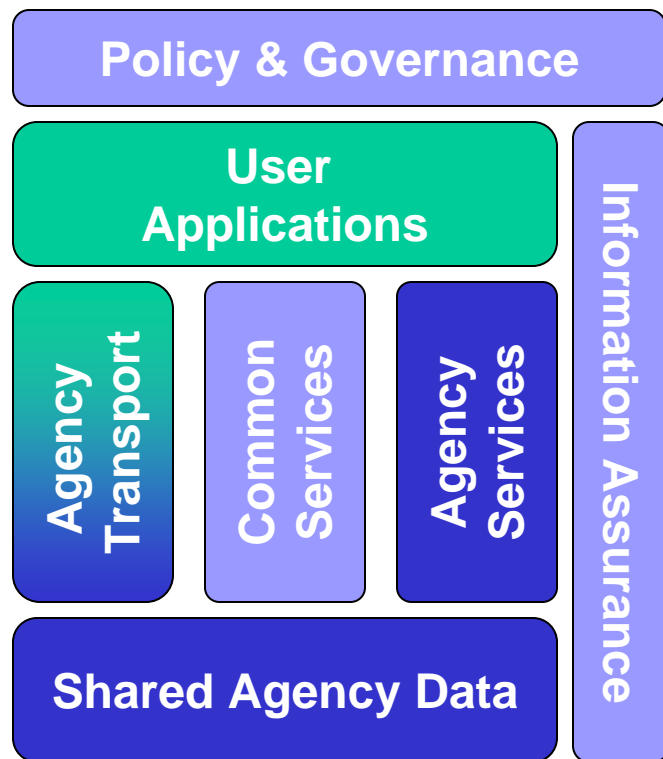 Policy & Governance
User
Applications
Agency
Transport
Common
Services
Agency
Services
Information Assurance
Shared Agency Data